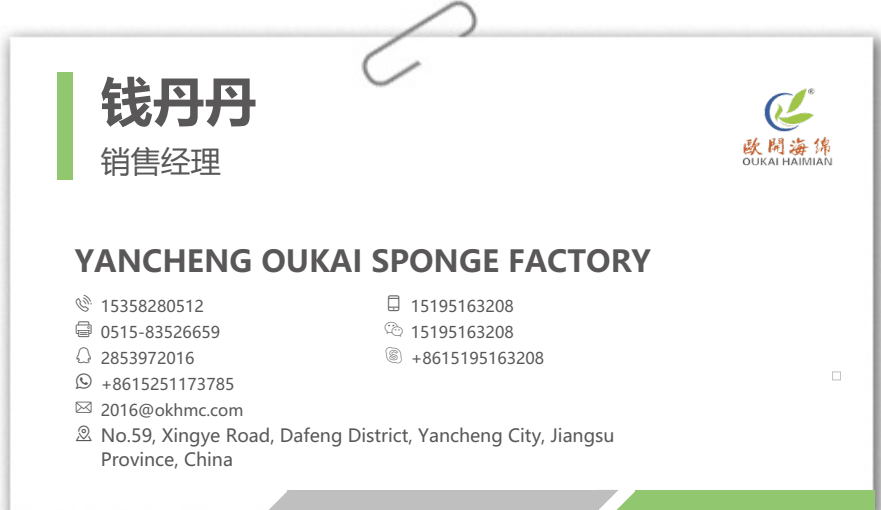 钱丹丹
销售经理
®
歐開海绵
OUKAI HAIMIAN
YANCHENG OUKAI SPONGE FACTORY
15358280512
15195163208
0515-83526659
15195163208
2853972016
+8615195163208
+8615251173785
2016@okhmc.com
No.59, Xingye Road, Dafeng District, Yancheng City, Jiangsu
Province, China